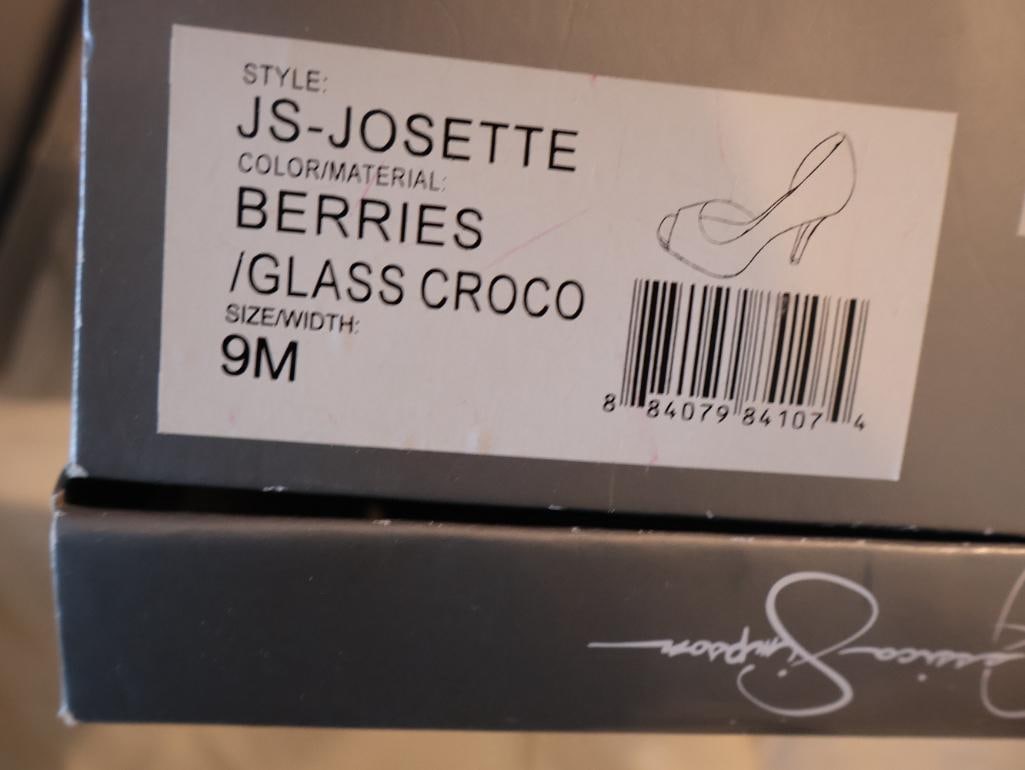 STYLE:
JS-JOSETTE
COLOR/MATERIAL:
BERRIES
/GLASS CROCO
SIZE/WIDTH:
9M
8 84079 84107 4
Jessica Simpson